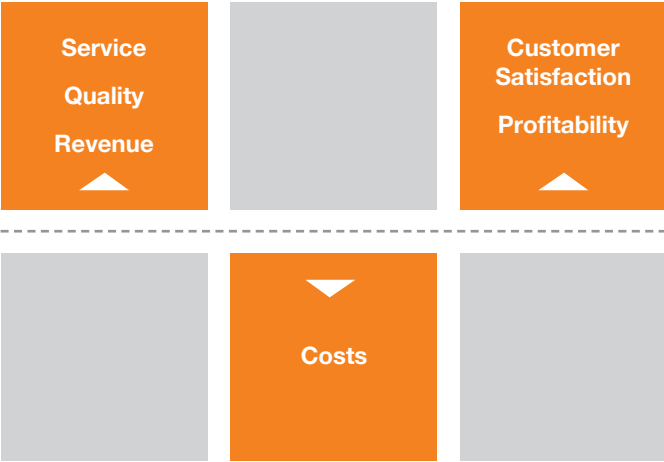 Service
Quality
Revenue
Customer
Satisfaction
Profitability
Costs